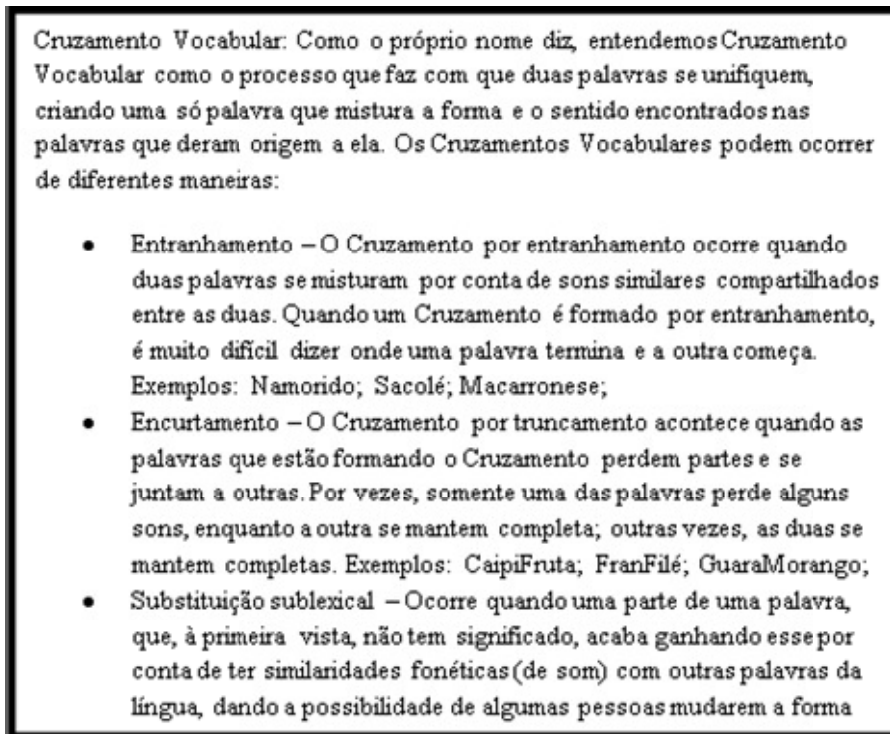 Cruzamento Vocabular: Como o próprio nome diz, entendemos Cruzamento
Vocabular como o processo que faz com que duas palavras se unifiquem,
criando uma só palavra que mistura a forma e o sentido encontrados nas
palavras que deram origem a ela. Os Cruzamentos Vocabulares podem ocorrer
de diferentes maneiras:
• Entranhamento – O Cruzamento por entranhamento ocorre quando
duas palavras se misturam por conta de sons similares compartilhados
entre as duas. Quando um Cruzamento é formado por entranhamento,
é muito difícil dizer onde uma palavra termina e a outra começa.
Exemplos: Namorido; Sacolé; Macarronese;
• Encurtamento – O Cruzamento por truncamento acontece quando as
palavras que estão formando o Cruzamento perdem partes e se
juntam a outras. Por vezes, somente uma das palavras perde alguns
sons, enquanto a outra se mantem completa; outras vezes, as duas se
mantem completas. Exemplos: CaipiFruta; FranFilé; GuaraMorango;
• Substituição sublexical – Ocorre quando uma parte de uma palavra,
que, à primeira vista, não tem significado, acaba ganhando esse por
conta de ter similaridades fonéticas (de som) com outras palavras da
língua, dando a possibilidade de algumas pessoas mudarem a forma